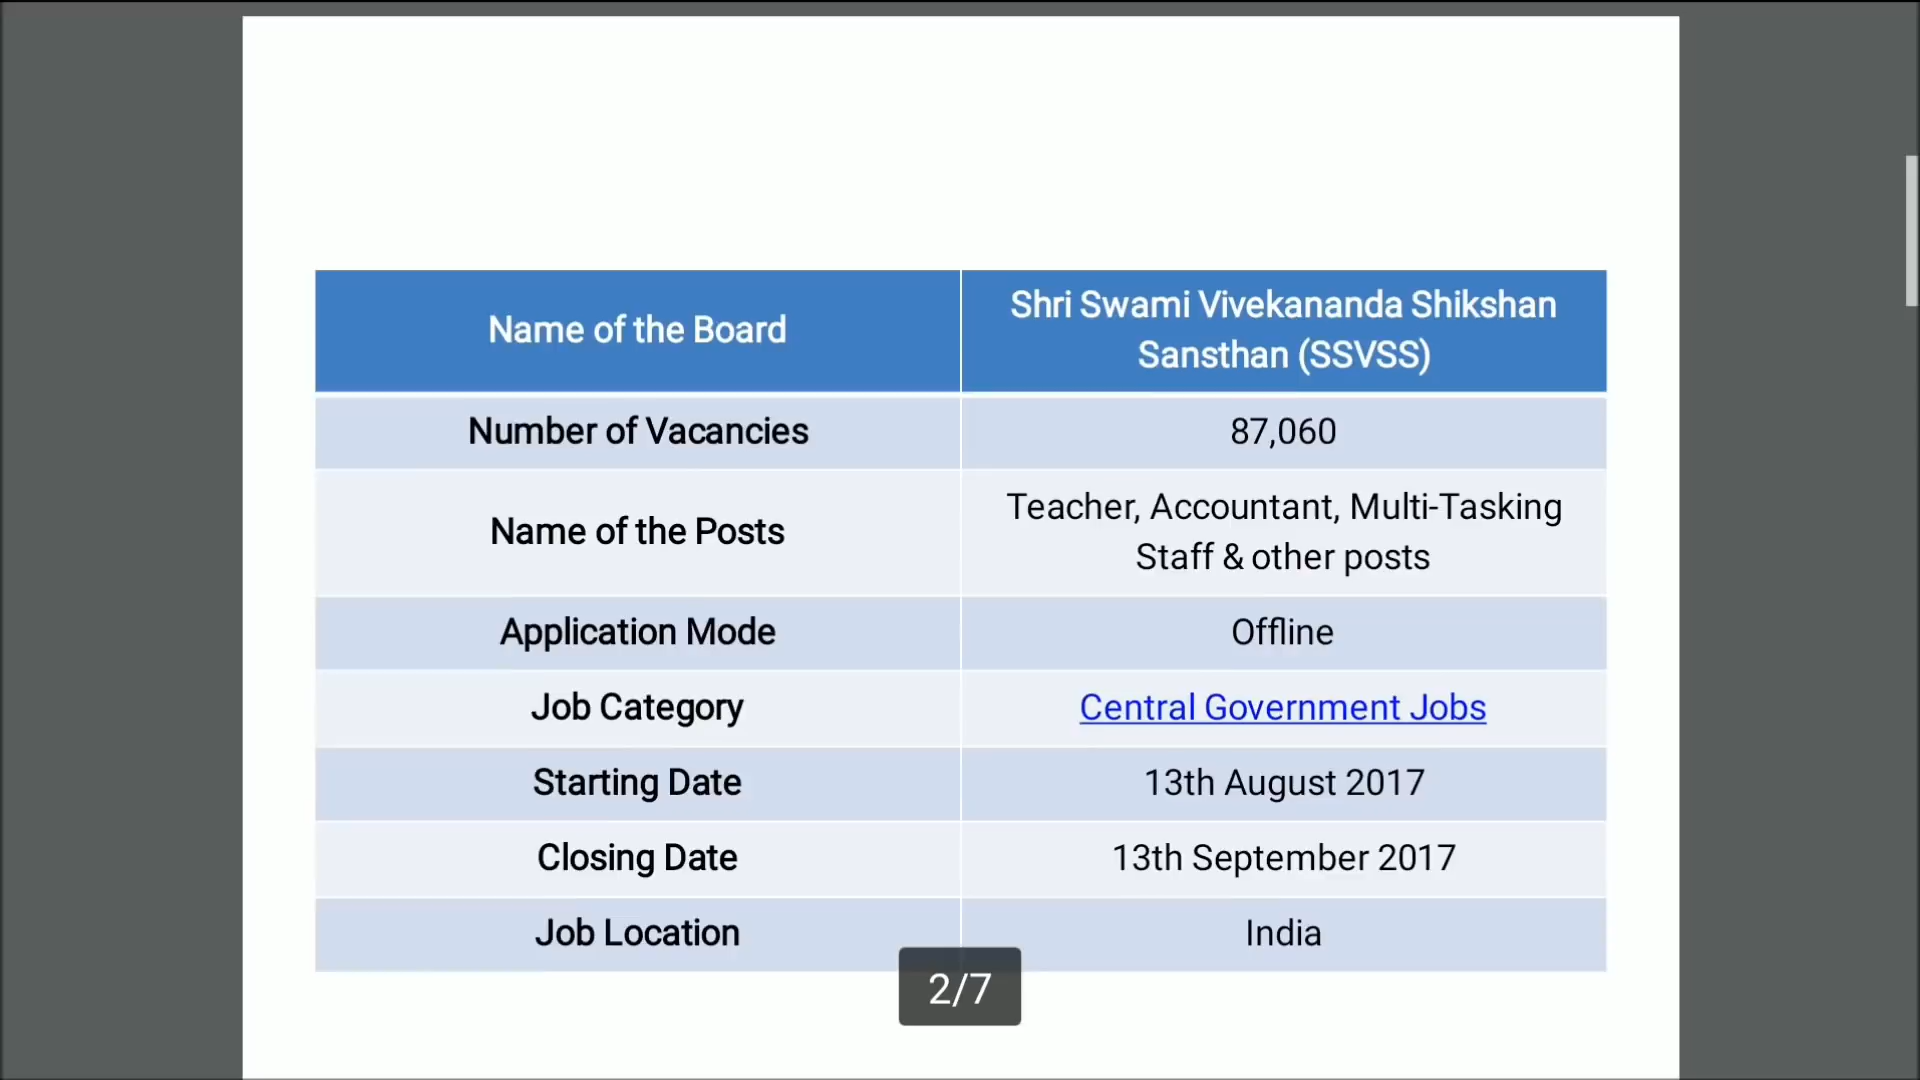 Name of the Board
Shri Swami Vivekananda Shikshan
Sansthan (SSVSS)
Number of Vacancies
87,060
Name of the Posts
Teacher, Accountant, Multi-Tasking
Staff & other posts
Application Mode
Offline
Job Category
Central Government Jobs
Starting Date
13th August 2017
Closing Date
13th September 2017
Job Location
India
2/7